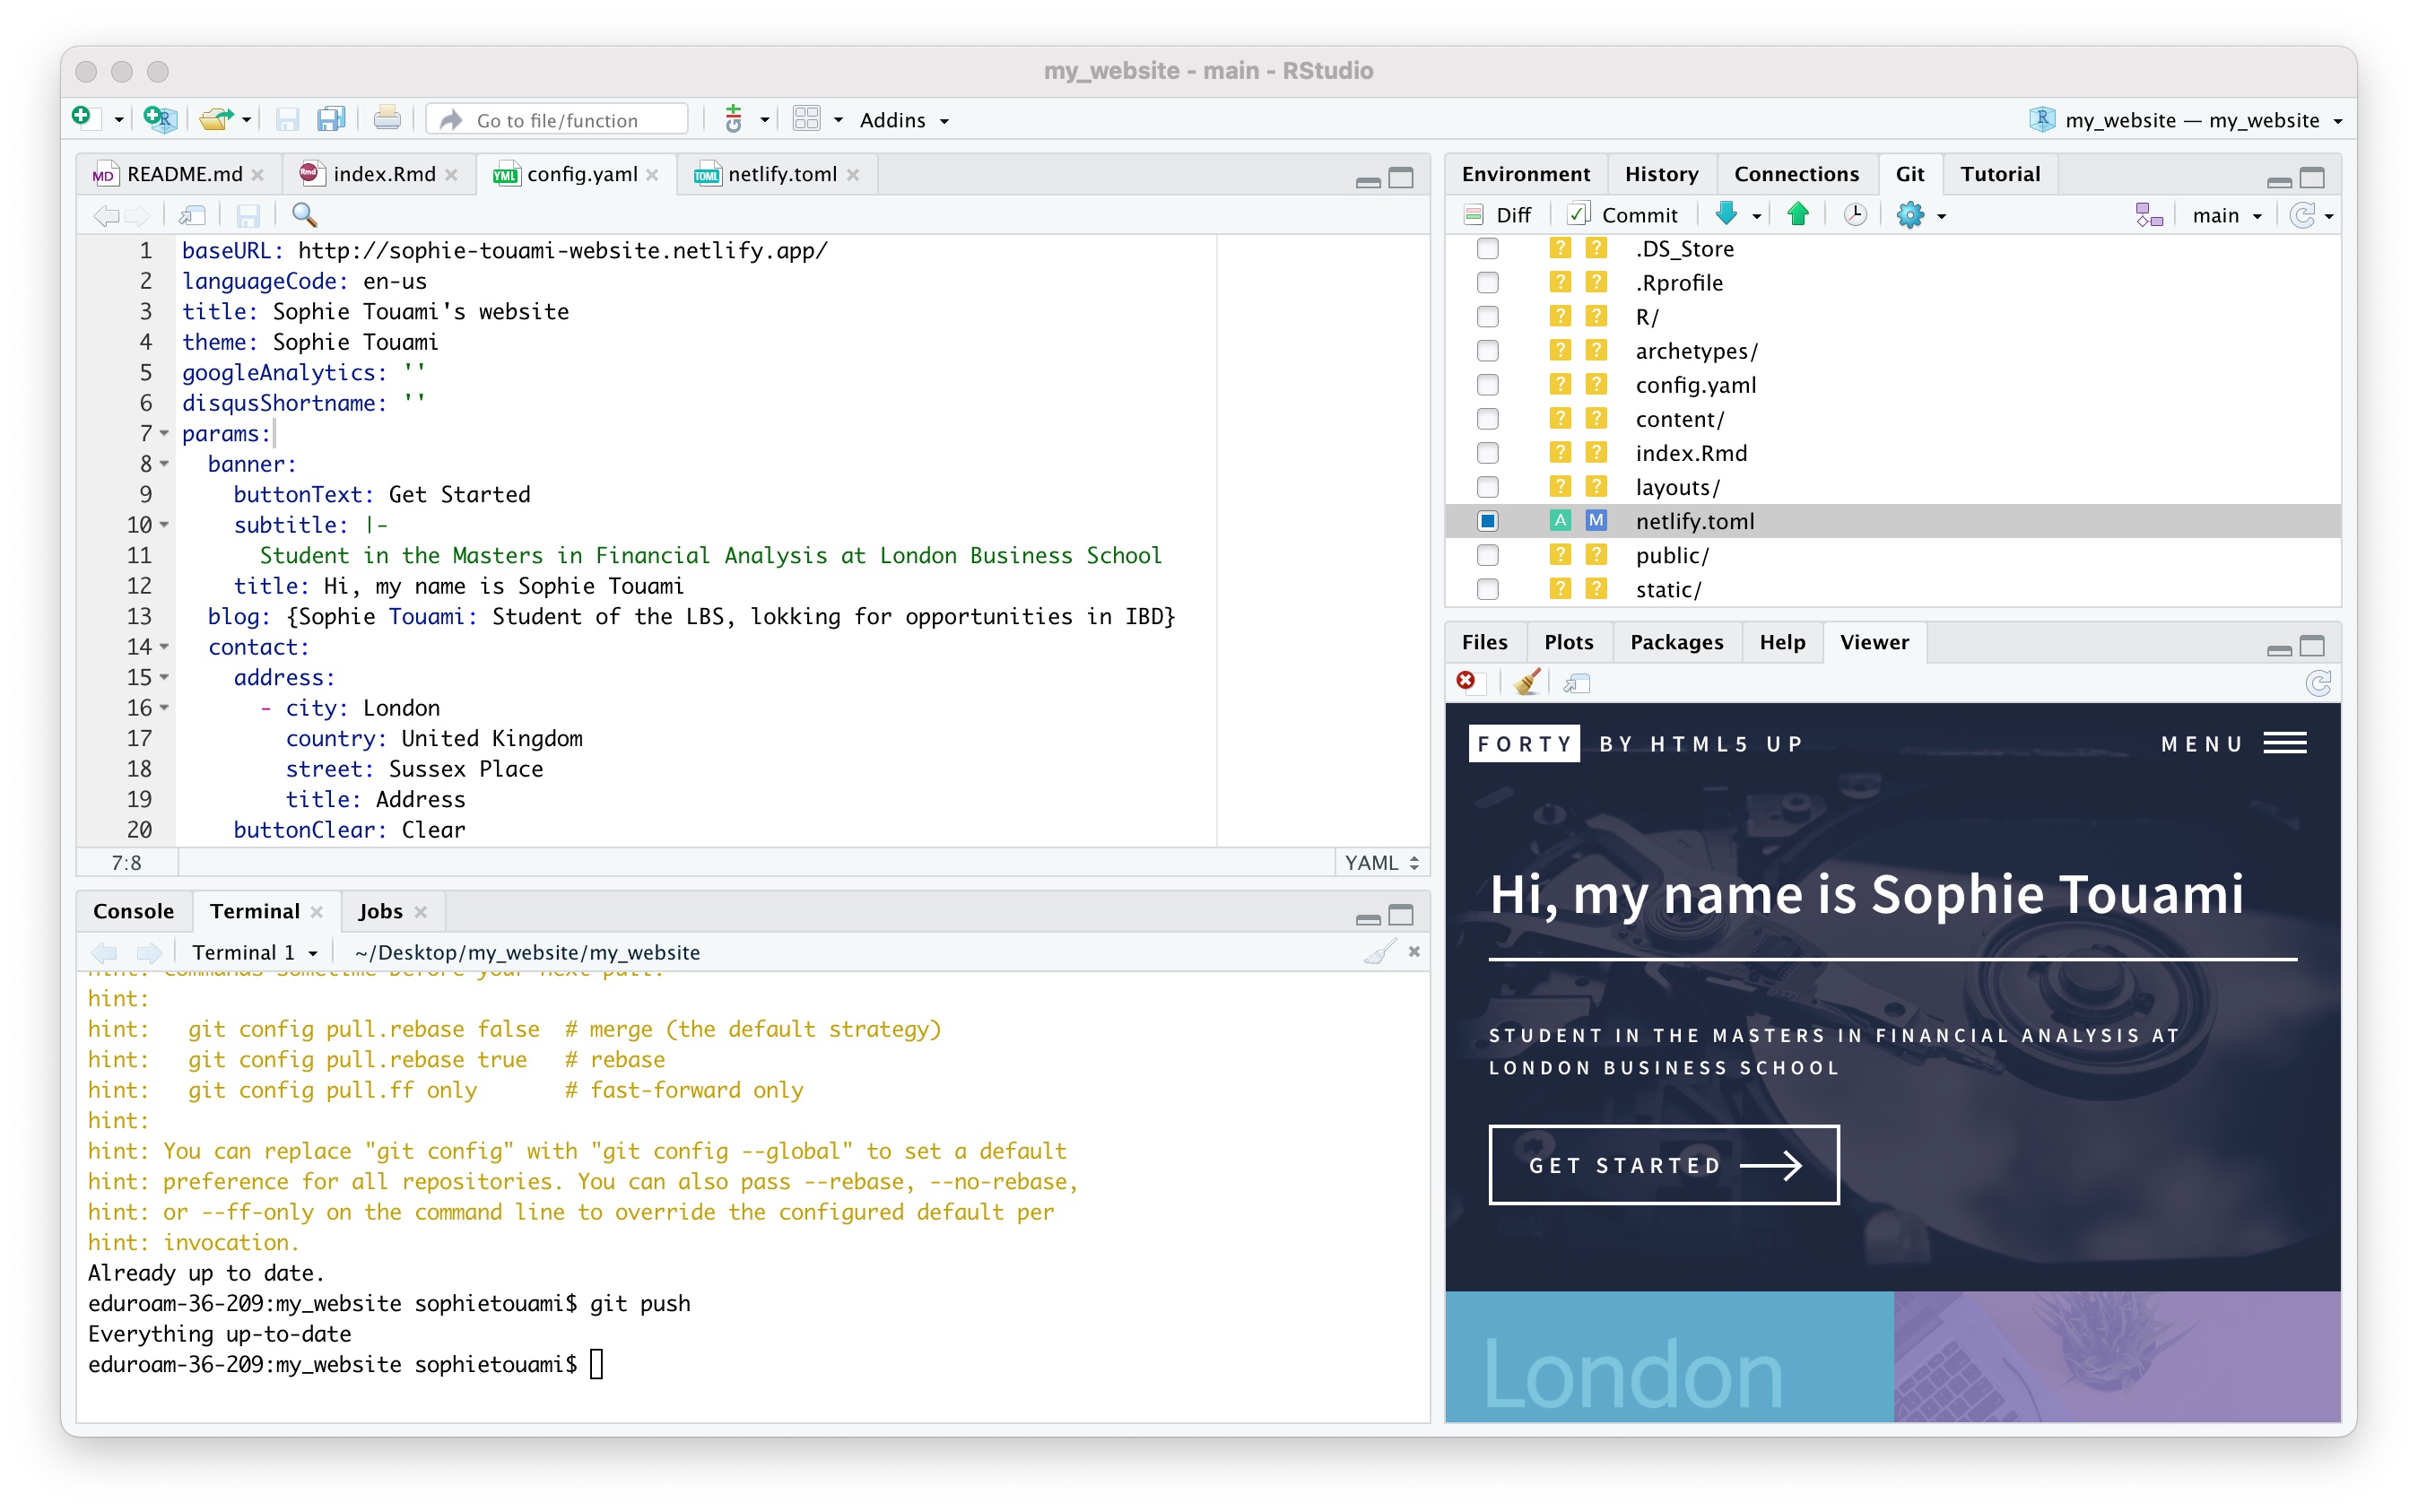 my_website - main - RStudio
Go to file/function
Addins
my_website — my_website
README.md
index.Rmd
config.yaml
netlify.toml
1 baseURL: http://sophie-touami-website.netlify.app/
2 languageCode: en-us
3 title: Sophie Touami's website
4 theme: Sophie Touami
5 googleAnalytics: ''
6 disqusShortname: ''
7 params:
8 banner:
9 buttonText: Get Started
10 subtitle: |-
11 Student in the Masters in Financial Analysis at London Business School
12 title: Hi, my name is Sophie Touami
13 blog: {Sophie Touami: Student of the LBS, lokking for opportunities in IBD}
14 contact:
15 address:
16 - city: London
17 country: United Kingdom
18 street: Sussex Place
19 title: Address
20 buttonClear: Clear
7:8
YAML
Console
Terminal
Jobs
Terminal 1
~/Desktop/my_website/my_website
hint: commands sometime before your next pull:
hint:
hint:   git config pull.rebase false  # merge (the default strategy)
hint:   git config pull.rebase true   # rebase
hint:   git config pull.ff only       # fast-forward only
hint:
hint: You can replace "git config" with "git config --global" to set a default
hint: preference for all repositories. You can also pass --rebase, --no-rebase,
hint: or --ff-only on the command line to override the configured default per
hint: invocation.
Already up to date.
eduroam-36-209:my_website sophietouami$ git push
Everything up-to-date
eduroam-36-209:my_website sophietouami$
Environment
History
Connections
Git
Tutorial
Diff
Commit
main
? ? .DS_Store
? ? .Rprofile
? ? R/
? ? archetypes/
? ? config.yaml
? ? content/
? ? index.Rmd
? ? layouts/
A M netlify.toml
? ? public/
? ? static/
Files
Plots
Packages
Help
Viewer
FORTY BY HTML5 UP
MENU
Hi, my name is Sophie Touami
STUDENT IN THE MASTERS IN FINANCIAL ANALYSIS AT
LONDON BUSINESS SCHOOL
GET STARTED
London